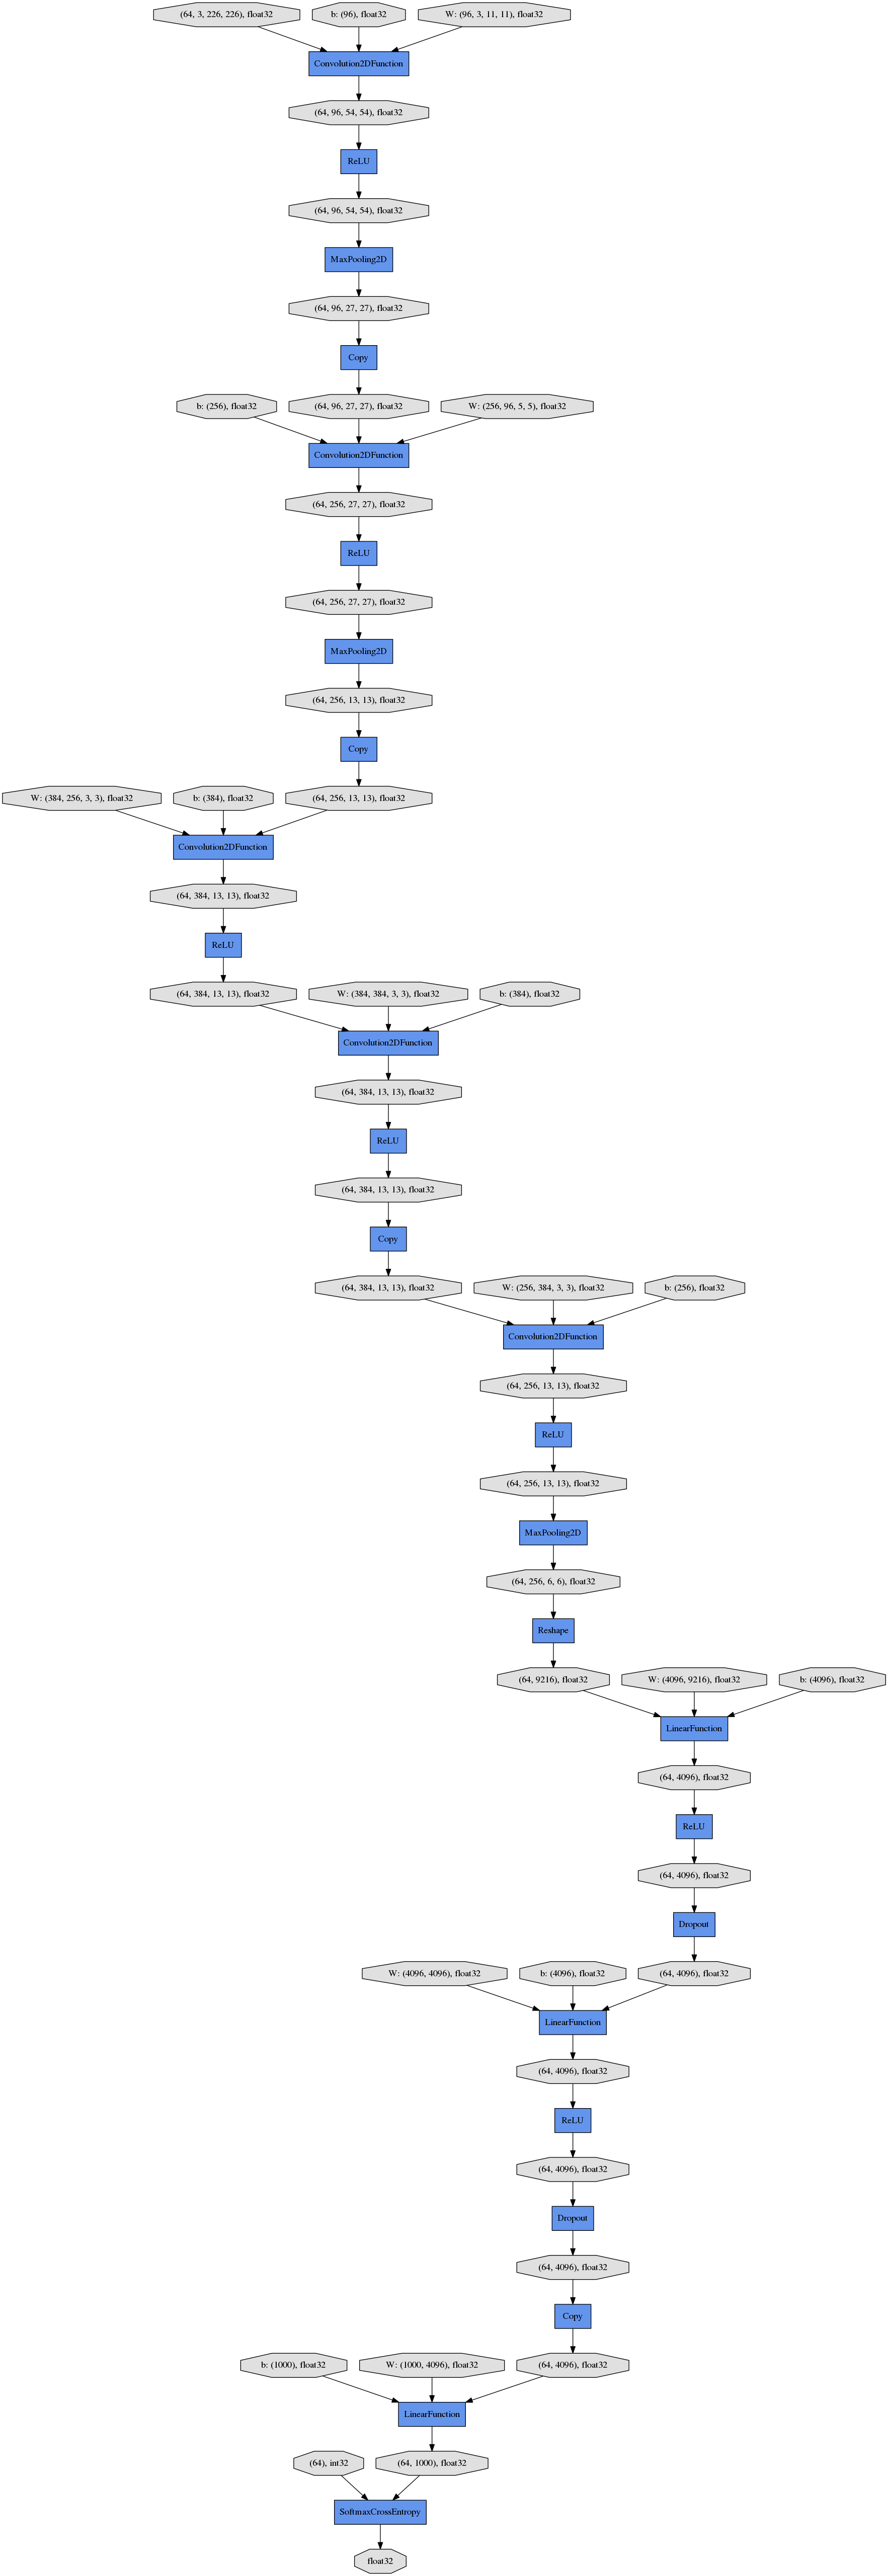 (64, 3, 226, 226), float32
b: (96), float32
W: (96, 3, 11, 11), float32
Convolution2DFunction
(64, 96, 54, 54), float32
ReLU
(64, 96, 54, 54), float32
MaxPooling2D
(64, 96, 27, 27), float32
Copy
b: (256), float32
(64, 96, 27, 27), float32
W: (256, 96, 5, 5), float32
Convolution2DFunction
(64, 256, 27, 27), float32
ReLU
(64, 256, 27, 27), float32
MaxPooling2D
(64, 256, 13, 13), float32
Copy
W: (384, 256, 3, 3), float32
b: (384), float32
(64, 256, 13, 13), float32
Convolution2DFunction
(64, 384, 13, 13), float32
ReLU
(64, 384, 13, 13), float32
W: (384, 384, 3, 3), float32
b: (384), float32
Convolution2DFunction
(64, 384, 13, 13), float32
ReLU
(64, 384, 13, 13), float32
Copy
(64, 384, 13, 13), float32
W: (256, 384, 3, 3), float32
b: (256), float32
Convolution2DFunction
(64, 256, 13, 13), float32
ReLU
(64, 256, 13, 13), float32
MaxPooling2D
(64, 256, 6, 6), float32
Reshape
(64, 9216), float32
W: (4096, 9216), float32
b: (4096), float32
LinearFunction
(64, 4096), float32
ReLU
(64, 4096), float32
Dropout
W: (4096, 4096), float32
b: (4096), float32
(64, 4096), float32
LinearFunction
(64, 4096), float32
ReLU
(64, 4096), float32
Dropout
(64, 4096), float32
Copy
b: (1000), float32
W: (1000, 4096), float32
(64, 4096), float32
LinearFunction
(64), int32
(64, 1000), float32
SoftmaxCrossEntropy
float32